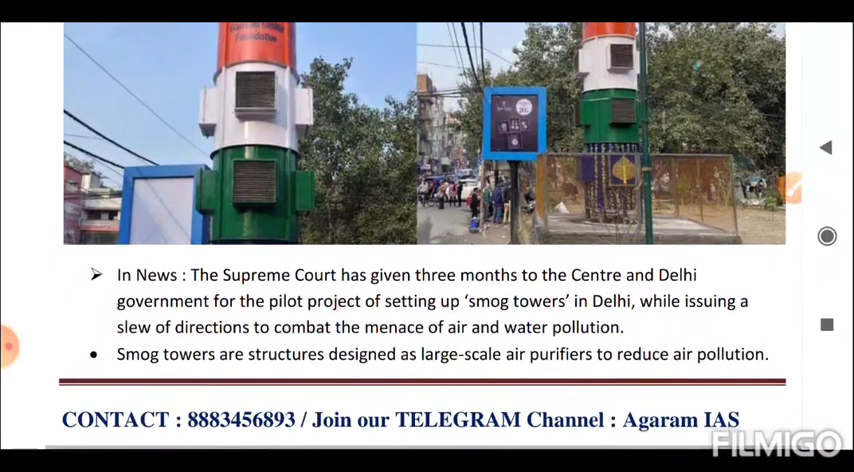 Foundation
➢ In News : The Supreme Court has given three months to the Centre and Delhi
government for the pilot project of setting up ‘smog towers’ in Delhi, while issuing a
slew of directions to combat the menace of air and water pollution.
• Smog towers are structures designed as large-scale air purifiers to reduce air pollution.
CONTACT : 8883456893 / Join our TELEGRAM Channel : Agaram IAS
FILMIGO